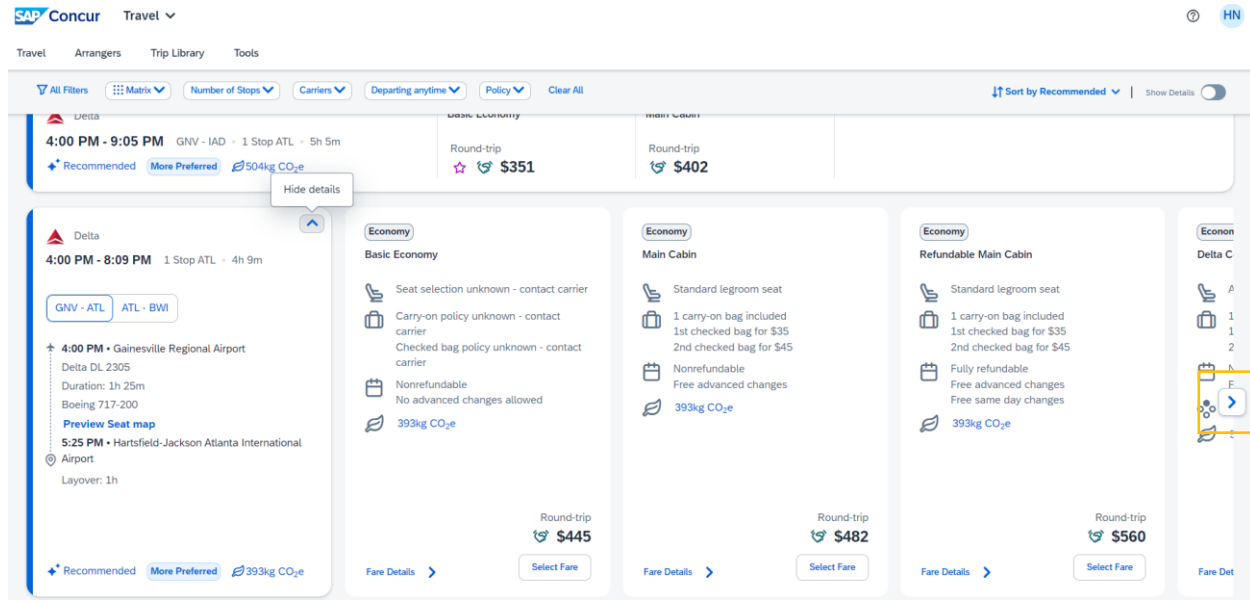 SAP Concur Travel
HN
Travel Arrangers Trip Library Tools
All Filters Matrix Number of Stops Carriers Departing anytime Policy Clear All Sort by Recommended | Show Details
Delta Basic Economy Main Cabin
4:00 PM - 9:05 PM GNV - IAD • 1 Stop ATL • 5h 5m
Round-trip Round-trip
Recommended More Preferred 504kg CO₂e $351 $402
Hide details
Delta
4:00 PM - 8:09 PM 1 Stop ATL • 4h 9m
GNV - ATL ATL - BWI
4:00 PM • Gainesville Regional Airport
Delta DL 2305
Duration: 1h 25m
Boeing 717-200
Preview Seat map
5:25 PM • Hartsfield-Jackson Atlanta International
Airport
Layover: 1h
Recommended More Preferred 393kg CO₂e
Economy
Basic Economy
Seat selection unknown - contact carrier
Carry-on policy unknown - contact
carrier
Checked bag policy unknown - contact
carrier
Nonrefundable
No advanced changes allowed
393kg CO₂e
Round-trip
$445
Fare Details Select Fare
Economy
Main Cabin
Standard legroom seat
1 carry-on bag included
1st checked bag for $35
2nd checked bag for $45
Nonrefundable
Free advanced changes
393kg CO₂e
Round-trip
$482
Fare Details Select Fare
Economy
Refundable Main Cabin
Standard legroom seat
1 carry-on bag included
1st checked bag for $35
2nd checked bag for $45
Fully refundable
Free advanced changes
Free same day changes
393kg CO₂e
Round-trip
$560
Fare Details Select Fare
Econom
Delta C
1
1
2
Fare Det